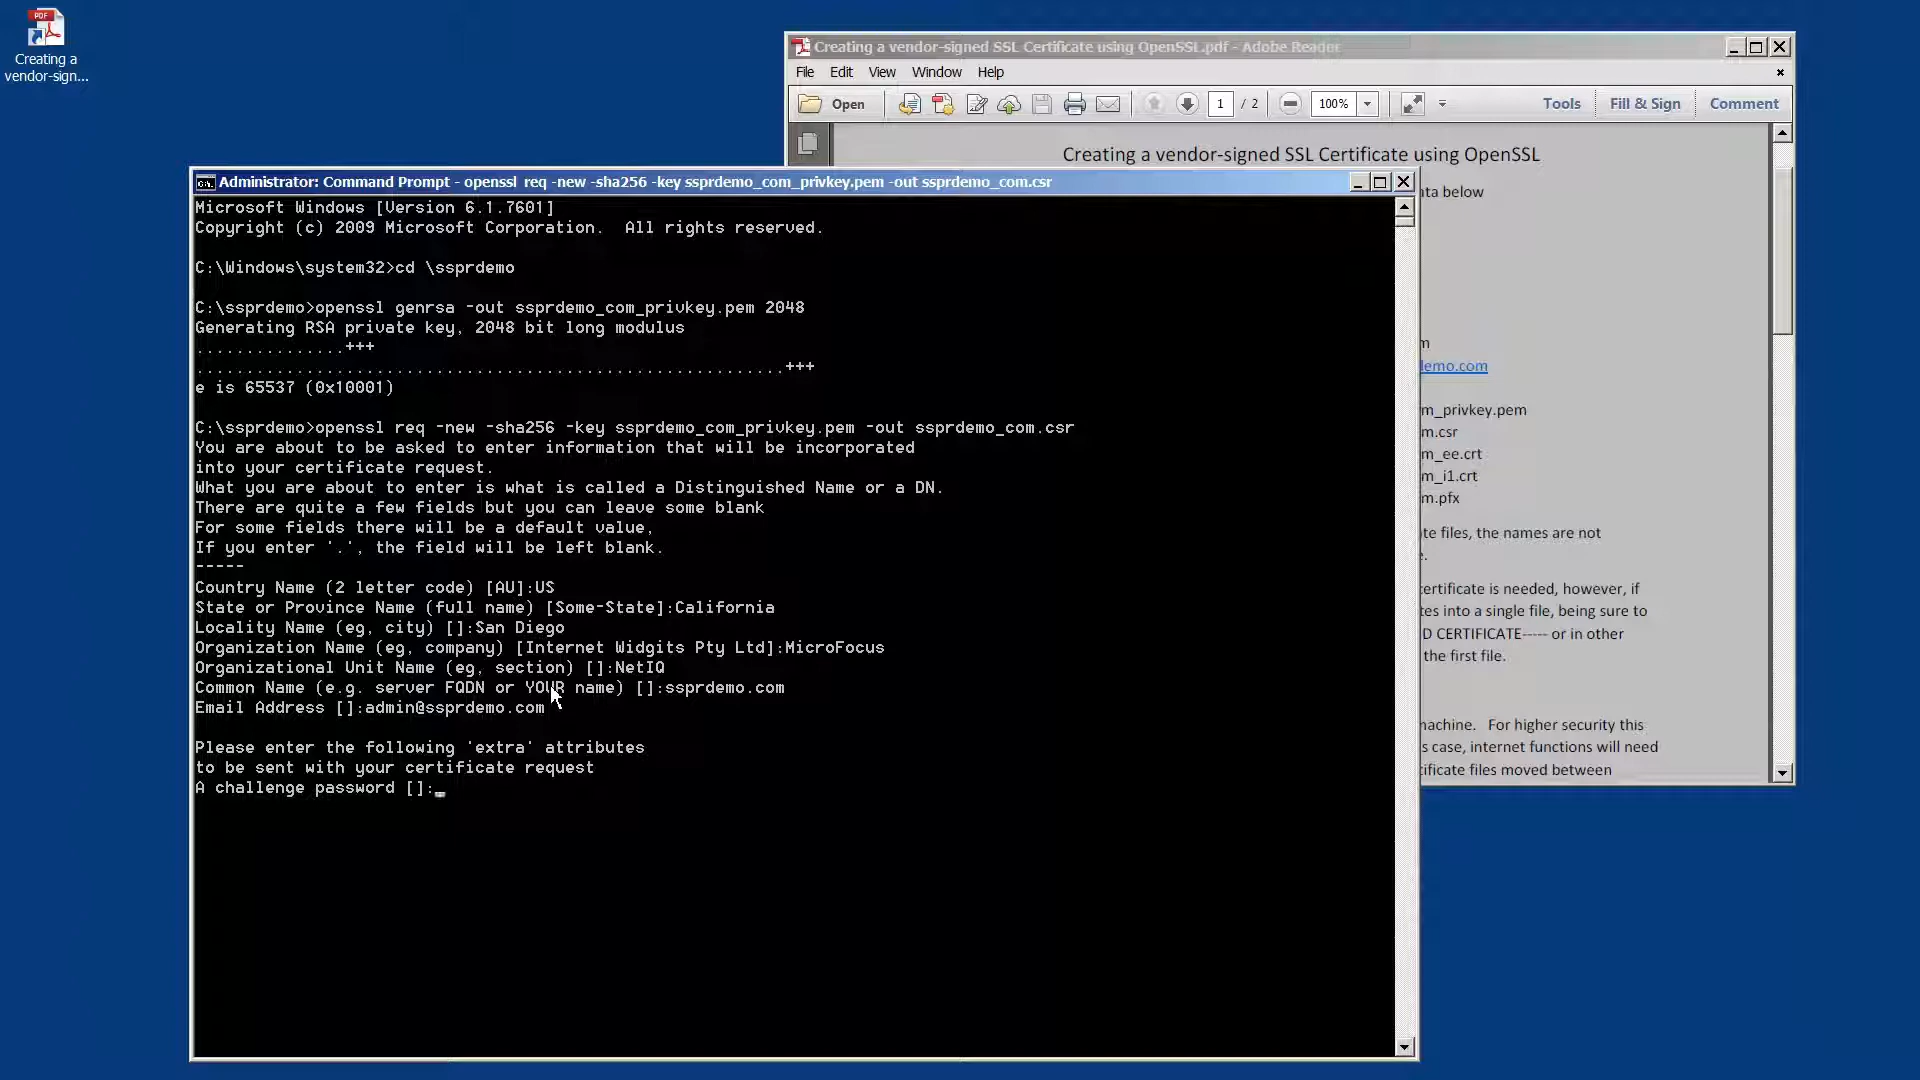 PDF
Creating a
vendor-sign...
Creating a vendor-signed SSL Certificate using OpenSSL.pdf - Adobe Reader
File Edit View Window Help
Open 1 / 2 100% Tools Fill & Sign Comment
Creating a vendor-signed SSL Certificate using OpenSSL
ta below
m
demo.com
m_privkey.pem
m.csr
m_ee.crt
m_i1.crt
m.pfx
te files, the names are not
e.
ertificate is needed, however, if
tes into a single file, being sure to
D CERTIFICATE----- or in other
the first file.
machine. For higher security this
s case, internet functions will need
tificate files moved between
Administrator: Command Prompt - openssl req -new -sha256 -key ssprdemo_com_privkey.pem -out ssprdemo_com.csr
Microsoft Windows [Version 6.1.7601]
Copyright (c) 2009 Microsoft Corporation. All rights reserved.
C:\Windows\system32>cd \ssprdemo
C:\ssprdemo>openssl genrsa -out ssprdemo_com_privkey.pem 2048
Generating RSA private key, 2048 bit long modulus
...............+++
...........................................................+++
e is 65537 (0x10001)
C:\ssprdemo>openssl req -new -sha256 -key ssprdemo_com_privkey.pem -out ssprdemo_com.csr
You are about to be asked to enter information that will be incorporated
into your certificate request.
What you are about to enter is what is called a Distinguished Name or a DN.
There are quite a few fields but you can leave some blank
For some fields there will be a default value,
If you enter '.', the field will be left blank.
-----
Country Name (2 letter code) [AU]:US
State or Province Name (full name) [Some-State]:California
Locality Name (eg, city) []:San Diego
Organization Name (eg, company) [Internet Widgits Pty Ltd]:MicroFocus
Organizational Unit Name (eg, section) []:NetIQ
Common Name (e.g. server FQDN or YOUR name) []:ssprdemo.com
Email Address []:admin@ssprdemo.com
Please enter the following 'extra' attributes
to be sent with your certificate request
A challenge password []:_